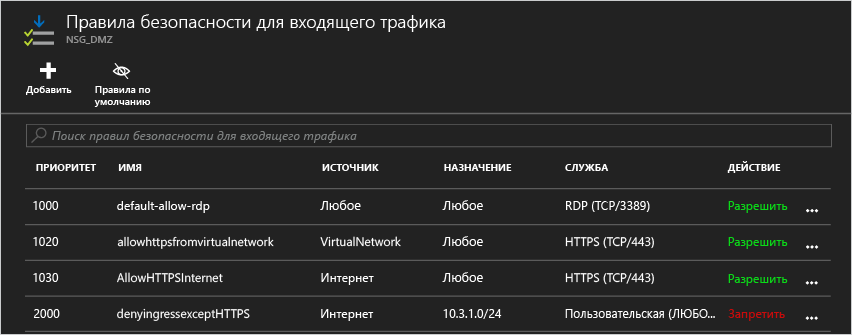 Правила безопасности для входящего трафика
NSG_DMZ
Добавить
Правила по
умолчанию
Поиск правил безопасности для входящего трафика
ПРИОРИТЕТ ИМЯ ИСТОЧНИК НАЗНАЧЕНИЕ СЛУЖБА ДЕЙСТВИЕ
1000 default-allow-rdp Любое Любое RDP (TCP/3389) Разрешить ...
1020 allowhttpsfromvirtualnetwork VirtualNetwork Любое HTTPS (TCP/443) Разрешить ...
1030 AllowHTTPSInternet Интернет Любое HTTPS (TCP/443) Разрешить ...
2000 denyingressexceptHTTPS Интернет 10.3.1.0/24 Пользовательская (ЛЮБО... Запретить ...